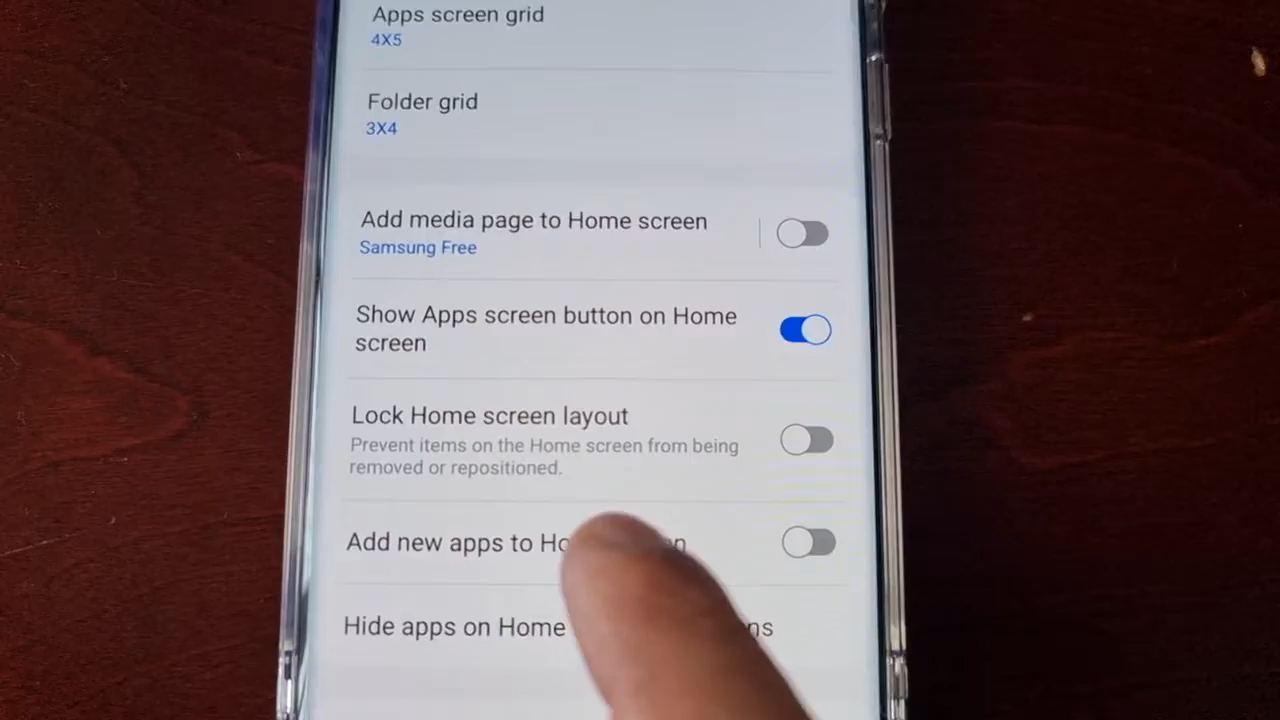 Apps screen grid
4X5
Folder grid
3X4
Add media page to Home screen
Samsung Free
Show Apps screen button on Home
screen
Lock Home screen layout
Prevent items on the Home screen from being
removed or repositioned.
Add new apps to
Hide apps on Home